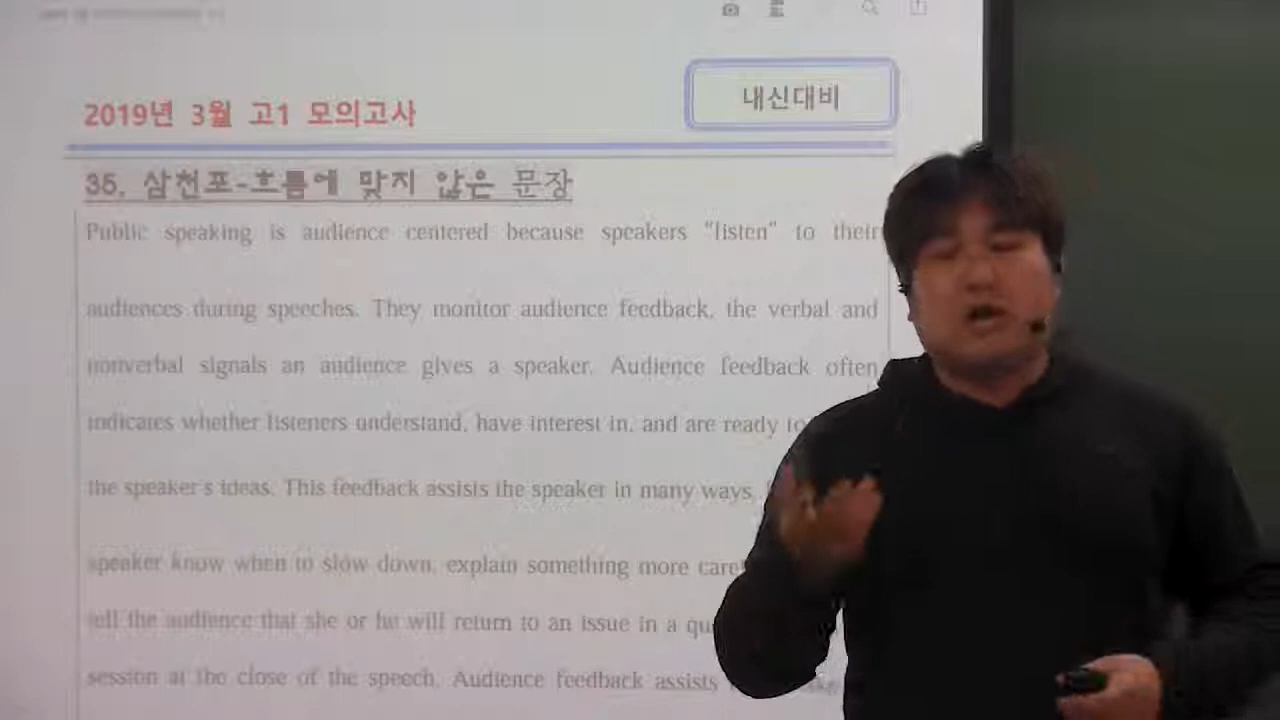 2019년 3월 고1 모의고사
내신대비
35. 삼천포-흐름에 맞지 않은 문장
Public speaking is audience centered because speakers “listen” to their
audiences during speeches. They monitor audience feedback, the verbal and
nonverbal signals an audience gives a speaker. Audience feedback often
indicates whether listeners understand, have interest in, and are ready to
the speaker's ideas. This feedback assists the speaker in many ways.
speaker know when to slow down, explain something more
tell the audience that she or he will return to an issue in a
session at the close of the speech. Audience feedback assists